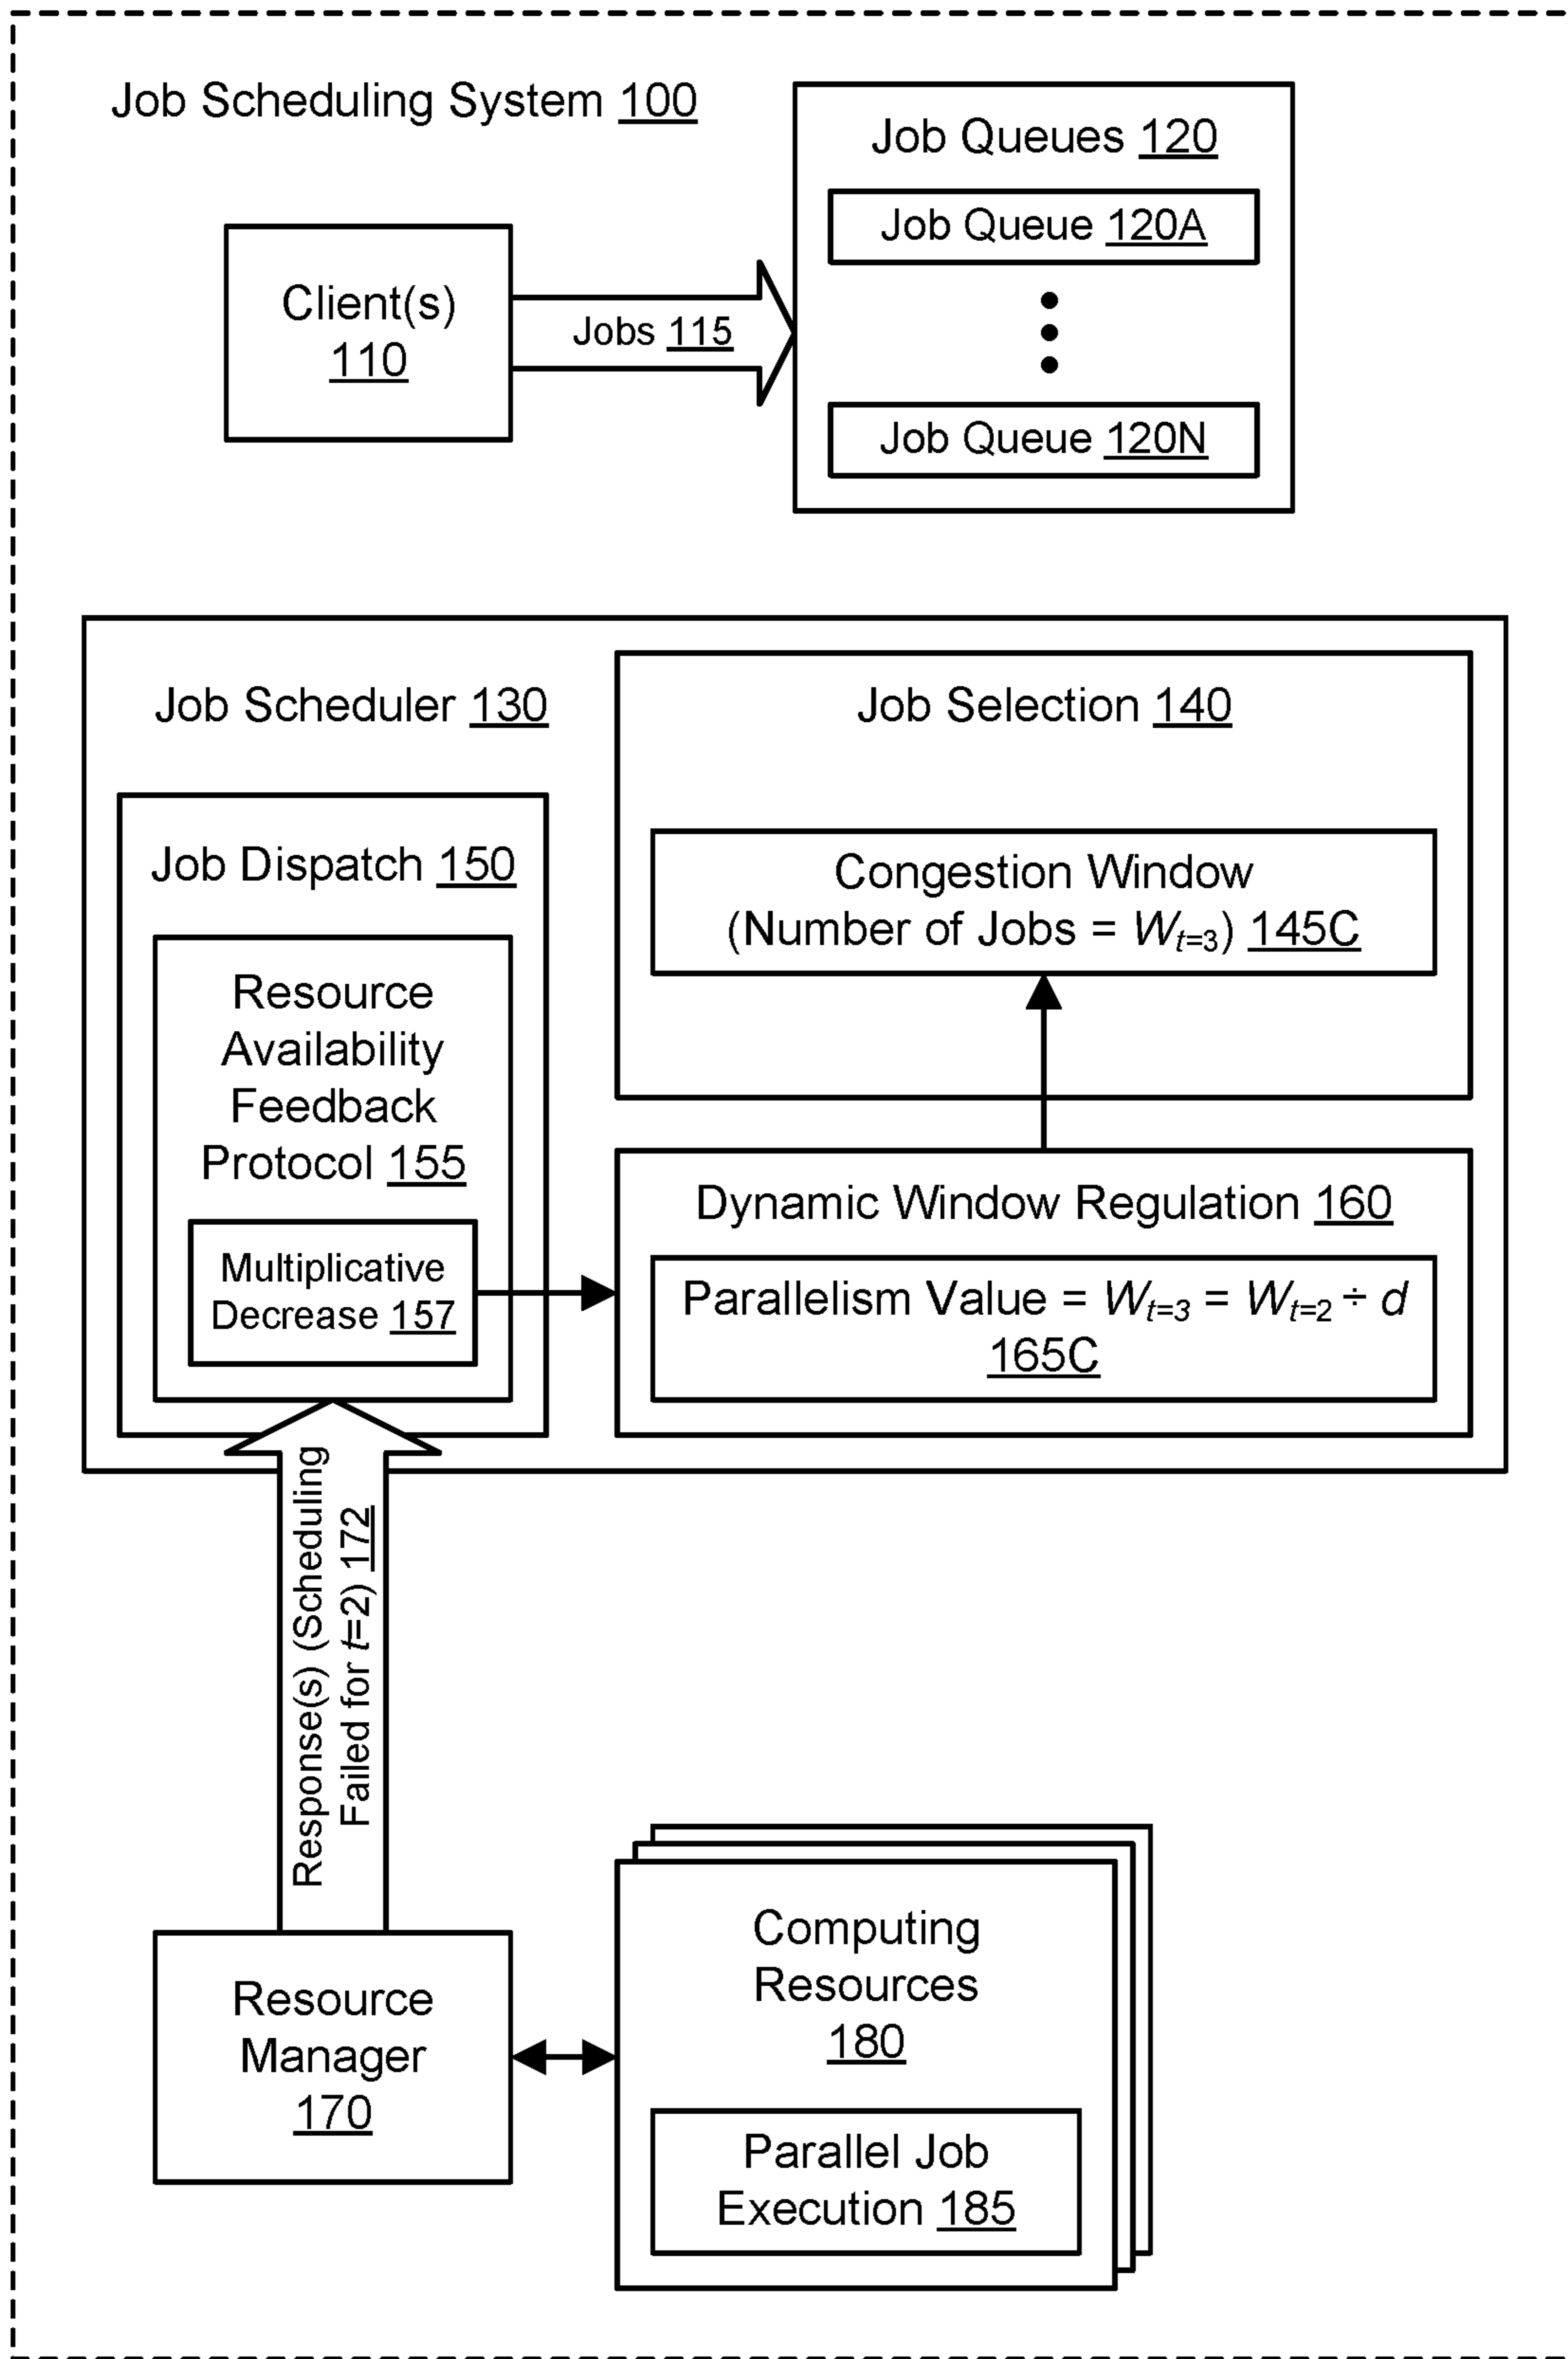 Job Scheduling System 100
Job Queues 120
Job Queue 120A
Client(s)
110
Jobs 115
Job Queue 120N
Job Scheduler 130
Job Selection 140
Job Dispatch 150
Congestion Window
(Number of Jobs = Wt=3) 145C
Resource
Availability
Feedback
Protocol 155
Multiplicative
Decrease 157
Dynamic Window Regulation 160
Parallelism Value = Wt=3 = Wt=2 ÷ d
165C
Response(s) (Scheduling
Failed for t=2) 172
Resource
Manager
170
Computing
Resources
180
Parallel Job
Execution 185